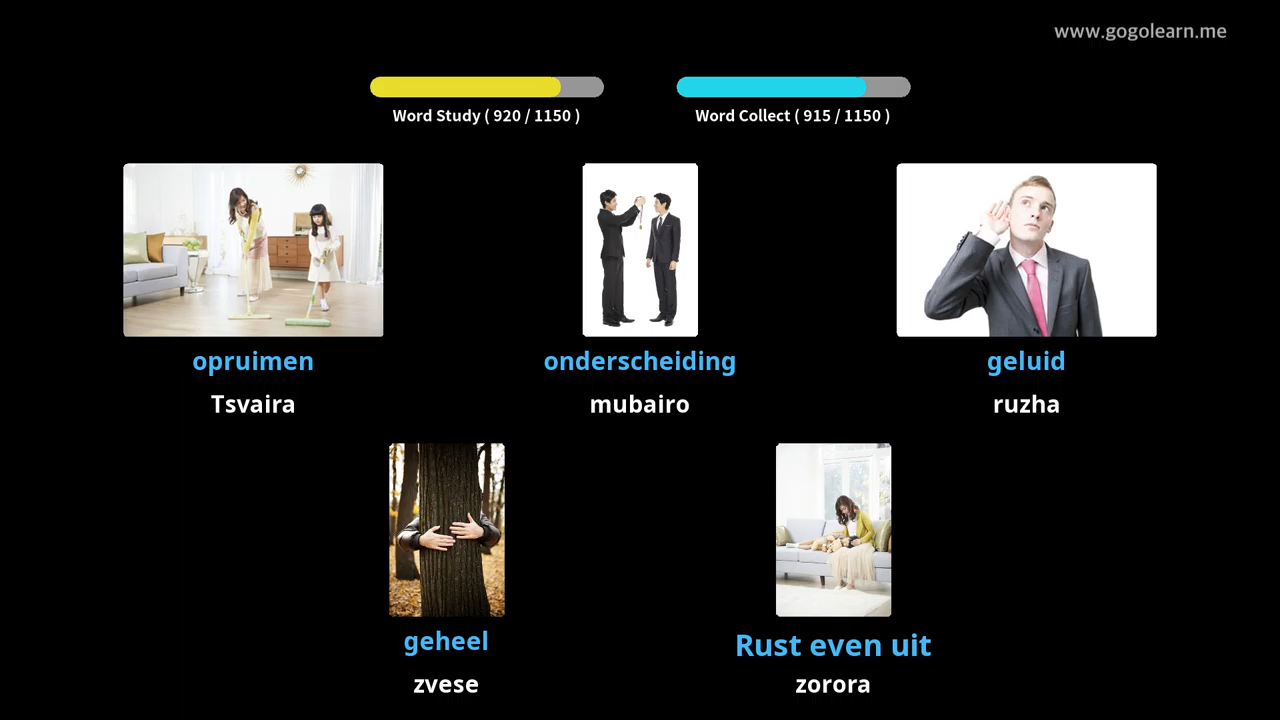 www.gogolearn.me
Word Study ( 920 / 1150 )
Word Collect ( 915 / 1150 )
opruimen
onderscheiding
geluid
Tsvaira
mubairo
ruzha
geheel
Rust even uit
zvese
zorora